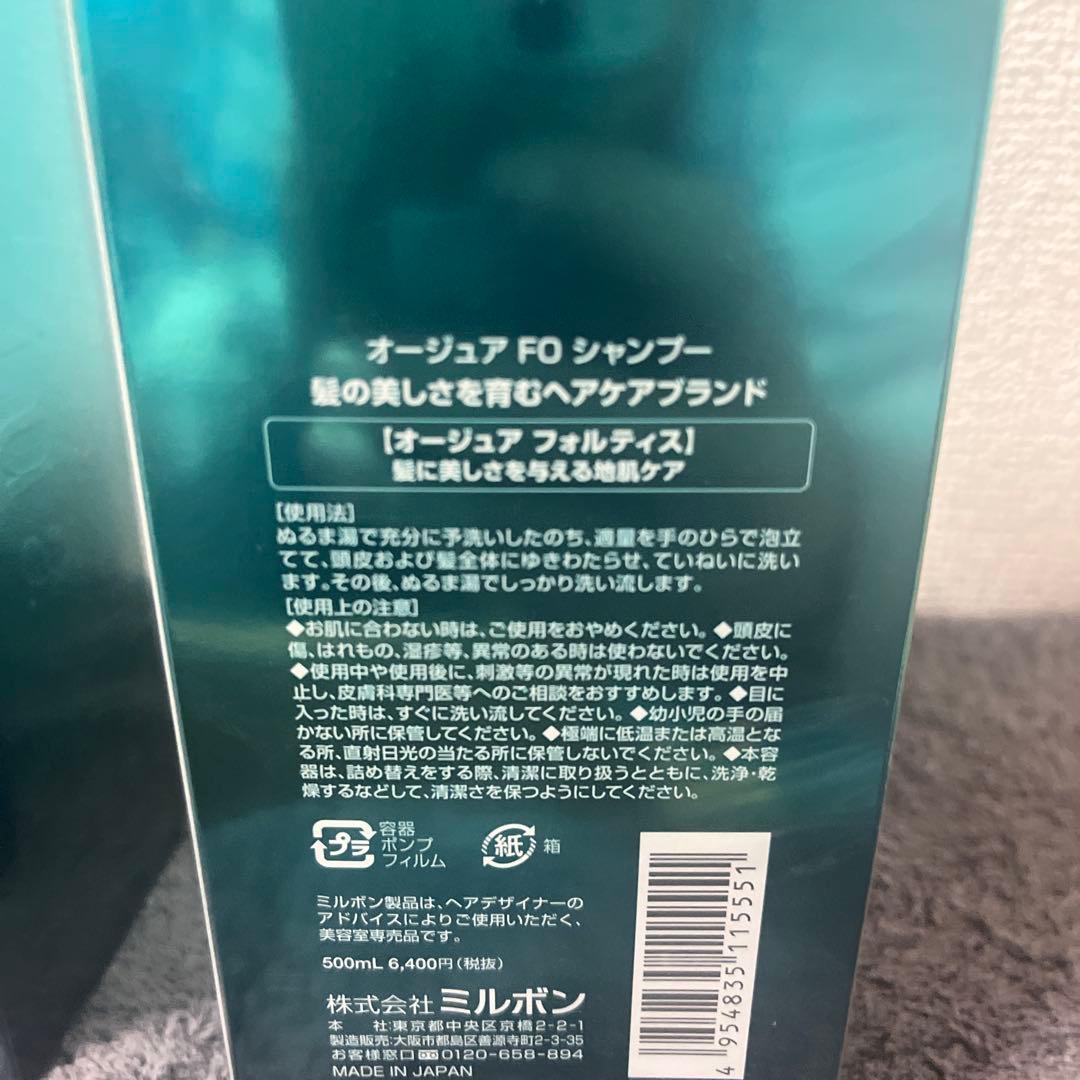 オージュア FO シャンプー
髪の美しさを育むヘアケアブランド
【オージュア フォルティス】
髪に美しさを与える地肌ケア
［使用法］
ぬるま湯で充分に予洗いしたのち、適量を手のひらで泡立
てて、頭皮および髪全体にゆきわたらせ、ていねいに洗い
ます。その後、ぬるま湯でしっかり洗い流します。
［使用上の注意］
◆お肌に合わない時は、ご使用をおやめください。◆頭皮に
傷、はれもの、湿疹等、異常のある時は使わないでください。
◆使用中や使用後に、刺激等の異常が現れた時は使用を中
止し、皮膚科専門医等へのご相談をおすすめします。◆目に
入った時は、すぐに洗い流してください。◆幼小児の手の届
かない所に保管してください。◆極端に低温または高温とな
る所、直射日光の当たる所に保管しないでください。◆本容
器は、詰め替えをする際、清潔に取り扱うとともに、洗浄・乾
燥するなどして、清潔さを保つようにしてください。
プラ
容器
ポンプ
フィルム
紙
箱
ミルボン製品は、ヘアデザイナーの
アドバイスによりご使用いただく、
美容室専売品です。
500mL 6,400円（税抜）
株式会社 ミルボン
本　社：東京都中央区京橋2-2-1
製造販売：大阪市都島区善源寺町2-3-35
お客様窓口 0120-658-894
MADE IN JAPAN
4 954835 115551